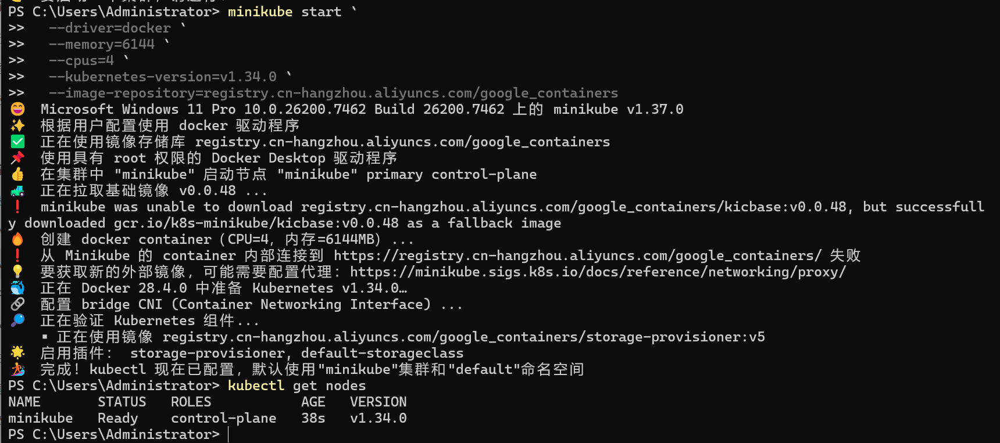 PS C:\Users\Administrator> minikube start `
>>   --driver=docker `
>>   --memory=6144 `
>>   --cpus=4 `
>>   --kubernetes-version=v1.34.0 `
>>   --image-repository=registry.cn-hangzhou.aliyuncs.com/google_containers
😄  Microsoft Windows 11 Pro 10.0.26200.7462 Build 26200.7462 上的 minikube v1.37.0
✨  根据用户配置使用 docker 驱动程序
✅  正在使用镜像存储库 registry.cn-hangzhou.aliyuncs.com/google_containers
📌  使用具有 root 权限的 Docker Desktop 驱动程序
👍  在集群中 "minikube" 启动节点 "minikube" primary control-plane
🚜  正在拉取基础镜像 v0.0.48 ...
❗  minikube was unable to download registry.cn-hangzhou.aliyuncs.com/google_containers/kicbase:v0.0.48, but successfull
y downloaded gcr.io/k8s-minikube/kicbase:v0.0.48 as a fallback image
🔥  创建 docker container（CPU=4，内存=6144MB）...
❗  从 Minikube 的 container 内部连接到 https://registry.cn-hangzhou.aliyuncs.com/google_containers/ 失败
💡  要获取新的外部镜像，可能需要配置代理：https://minikube.sigs.k8s.io/docs/reference/networking/proxy/
🐳  正在 Docker 28.4.0 中准备 Kubernetes v1.34.0…
🔗  配置 bridge CNI (Container Networking Interface) ...
🔎  正在验证 Kubernetes 组件...
    ▪ 正在使用镜像 registry.cn-hangzhou.aliyuncs.com/google_containers/storage-provisioner:v5
🌟  启用插件： storage-provisioner, default-storageclass
🏄  完成！kubectl 现在已配置，默认使用"minikube"集群和"default"命名空间
PS C:\Users\Administrator> kubectl get nodes
NAME       STATUS   ROLES           AGE   VERSION
minikube   Ready    control-plane   38s   v1.34.0
PS C:\Users\Administrator>